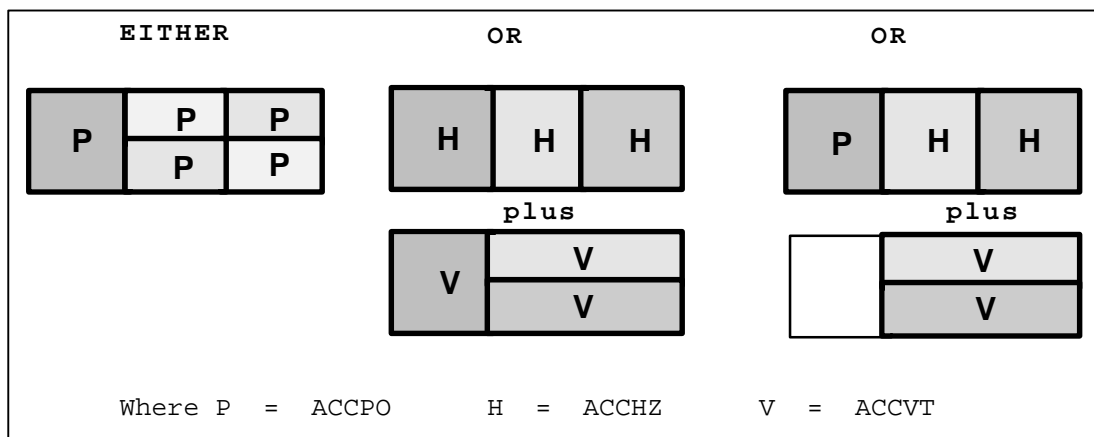 EITHER OR OR
P P P H H H P H H
P P
plus plus
V V V
V V
Where P = ACCPO H = ACCHZ V = ACCVT